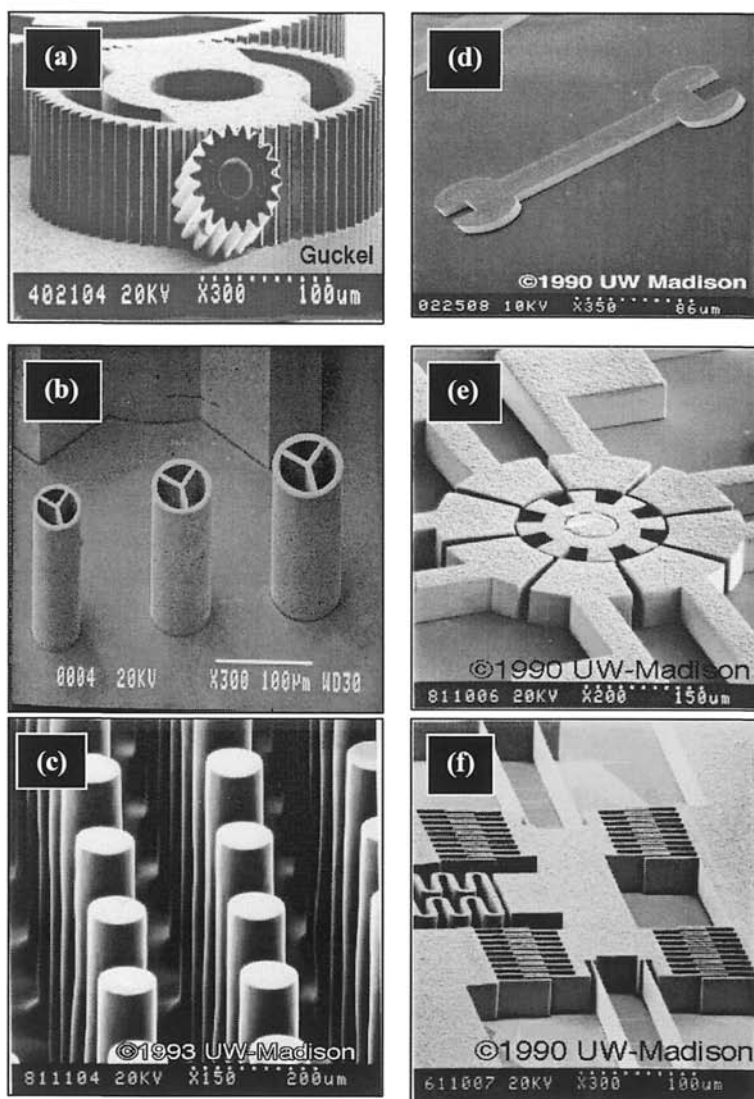 (a)
Guckel
402104 20KV X300 100um
(d)
©1990 UW Madison
022508 10KV X350 86um
(b)
0004 20KV X300 100µm WD30
(e)
©1990 UW-Madison
811006 20KV X200 150um
(c)
©1993 UW-Madison
811104 20KV X150 200um
(f)
©1990 UW-Madison
611007 20KV X300 100um